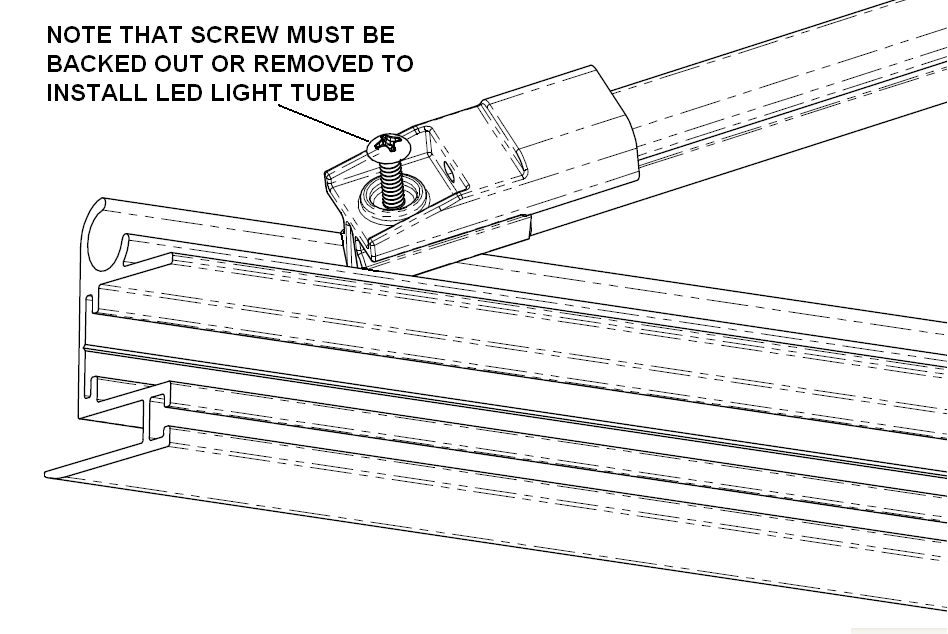 NOTE THAT SCREW MUST BE
BACKED OUT OR REMOVED TO
INSTALL LED LIGHT TUBE